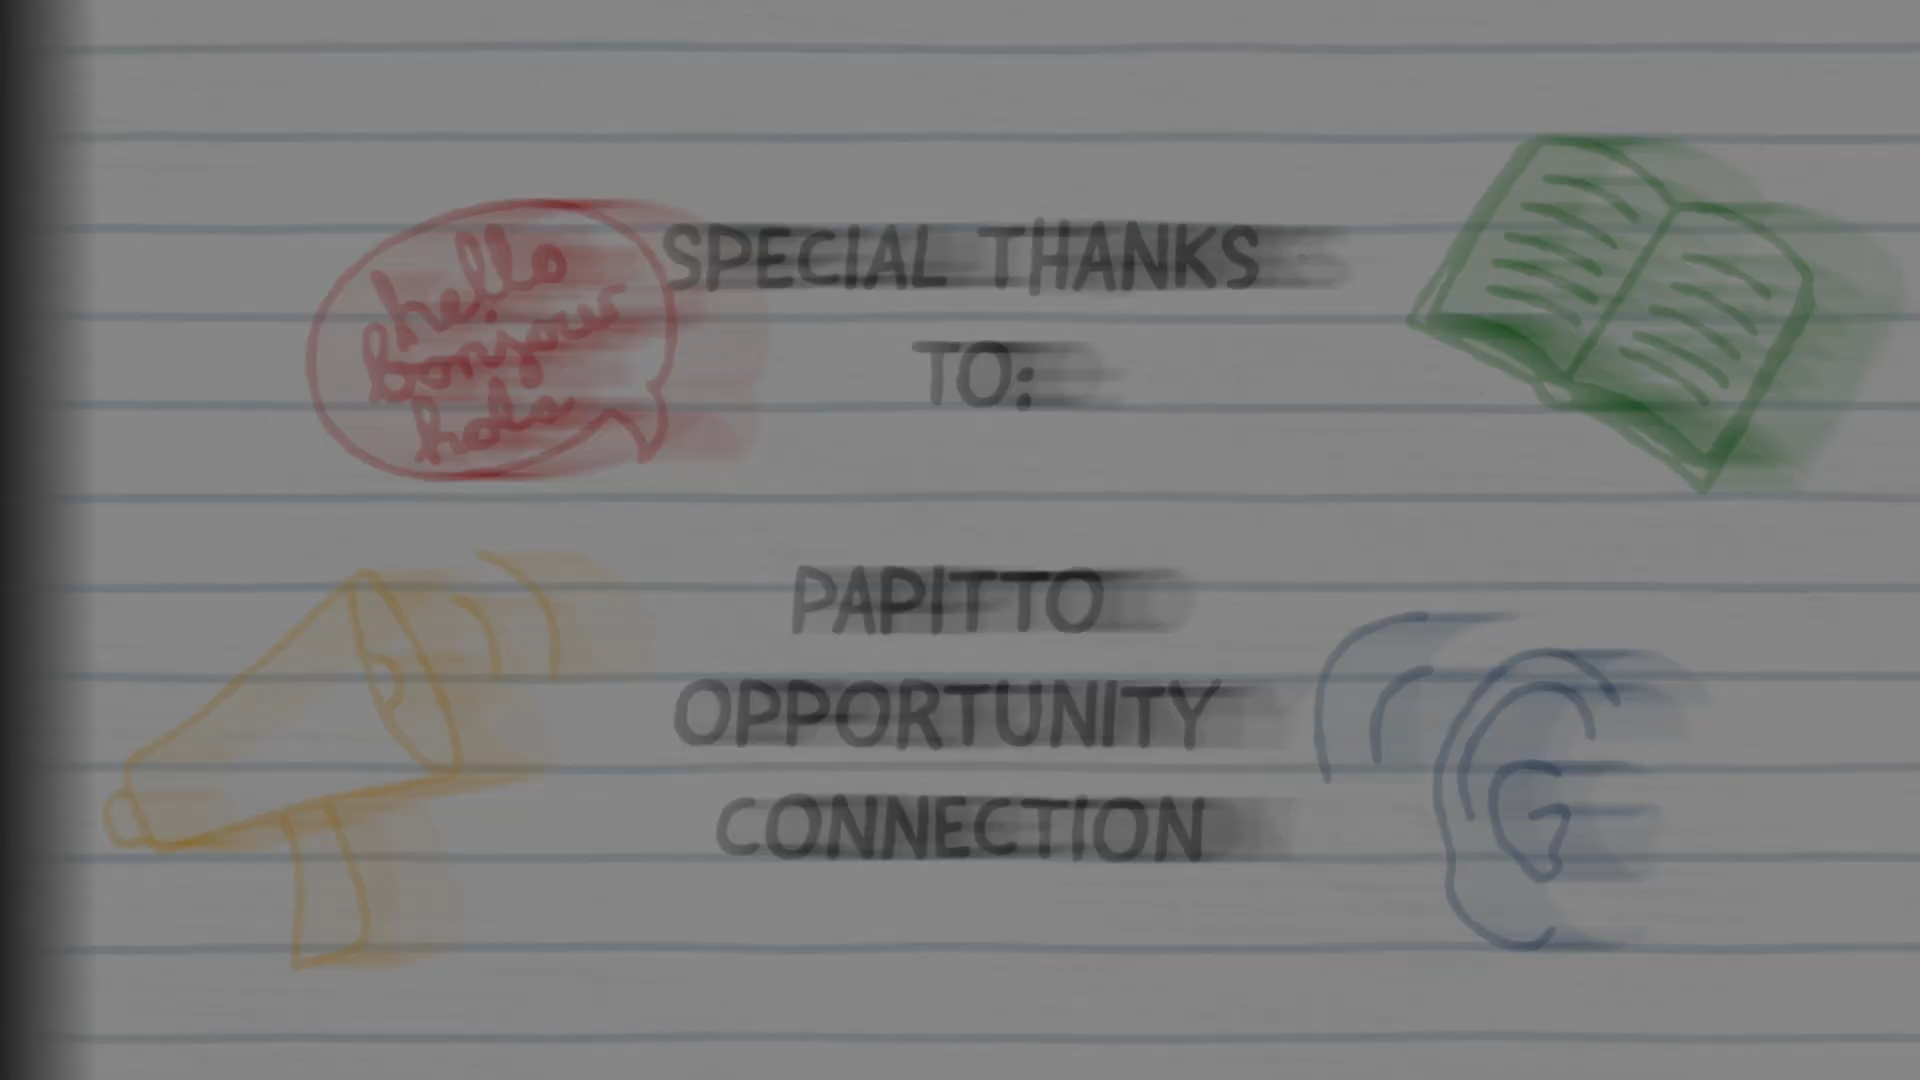 hello
bonjour
hola
SPECIAL THANKS
TO:
PAPITTO
OPPORTUNITY
CONNECTION